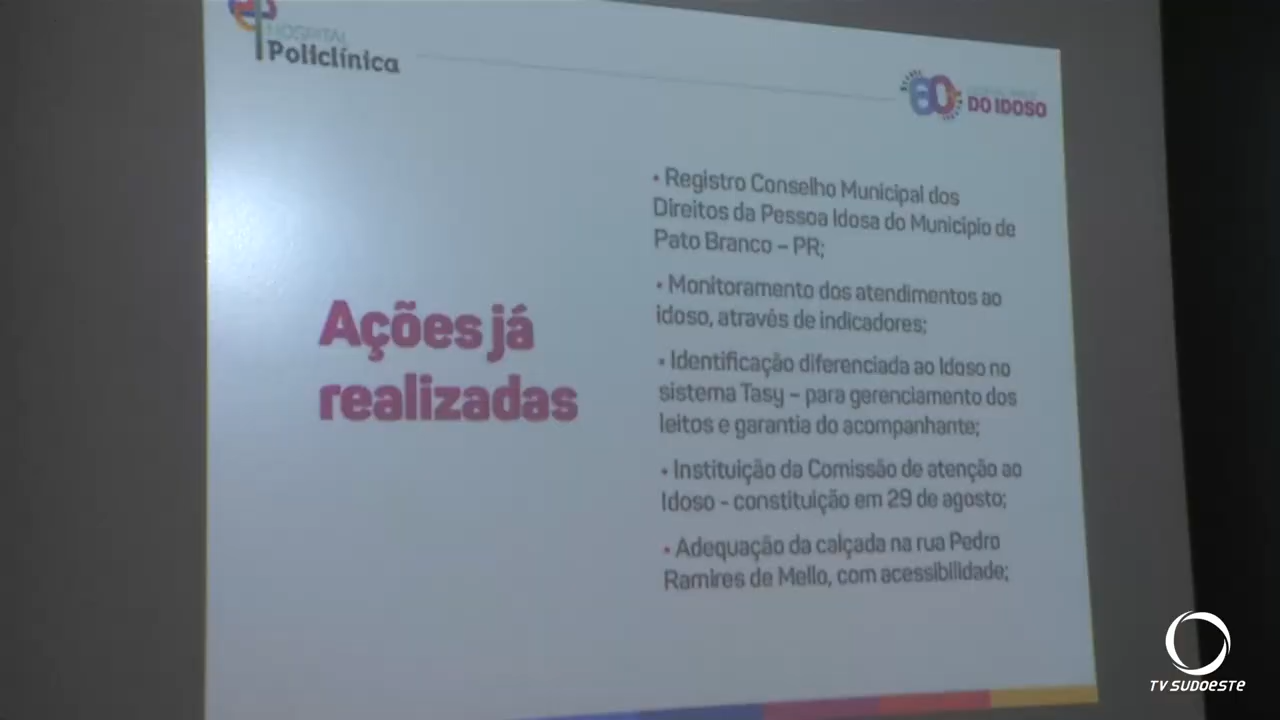 HOSPITAL
Policlínica
60
DO IDOSO
Ações já
realizadas
• Registro Conselho Municipal dos
Direitos da Pessoa Idosa do Município de
Pato Branco – PR;
• Monitoramento dos atendimentos ao
idoso, através de indicadores;
• Identificação diferenciada ao Idoso no
sistema Tasy – para gerenciamento dos
leitos e garantia do acompanhante;
• Instituição da Comissão de atenção ao
Idoso - constituição em 29 de agosto;
• Adequação da calçada na rua Pedro
Ramires de Mello, com acessibilidade;
TV SUDOESTE